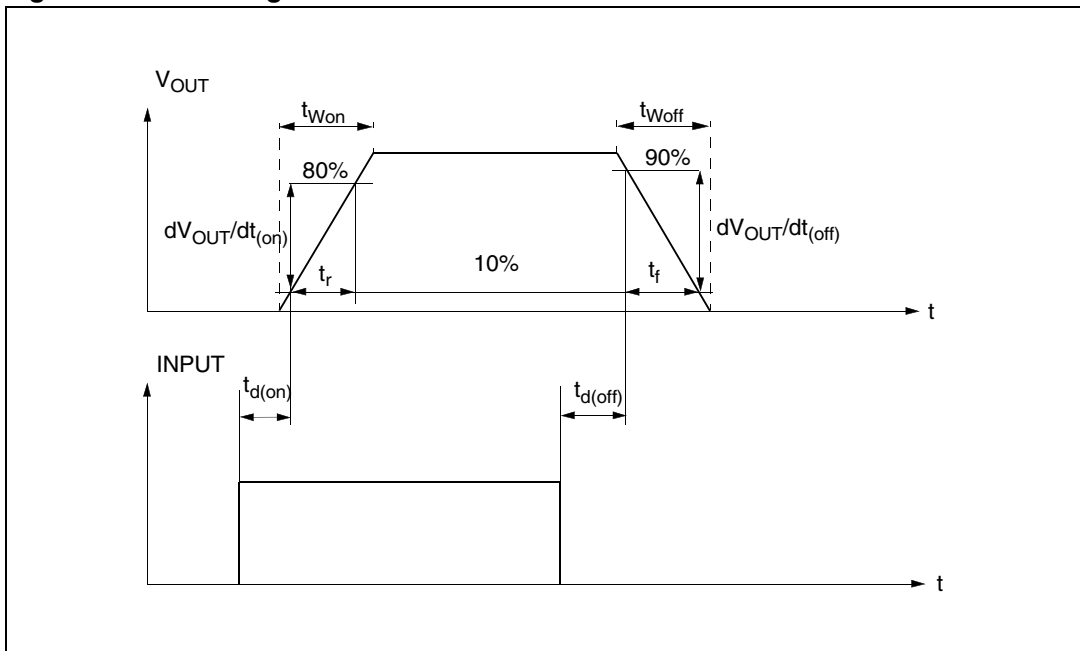 V_OUT
t_Won
t_Woff
80%
90%
dV_OUT/dt_(on)
dV_OUT/dt_(off)
t_r
10%
t_f
t
INPUT
t_d(on)
t_d(off)
t